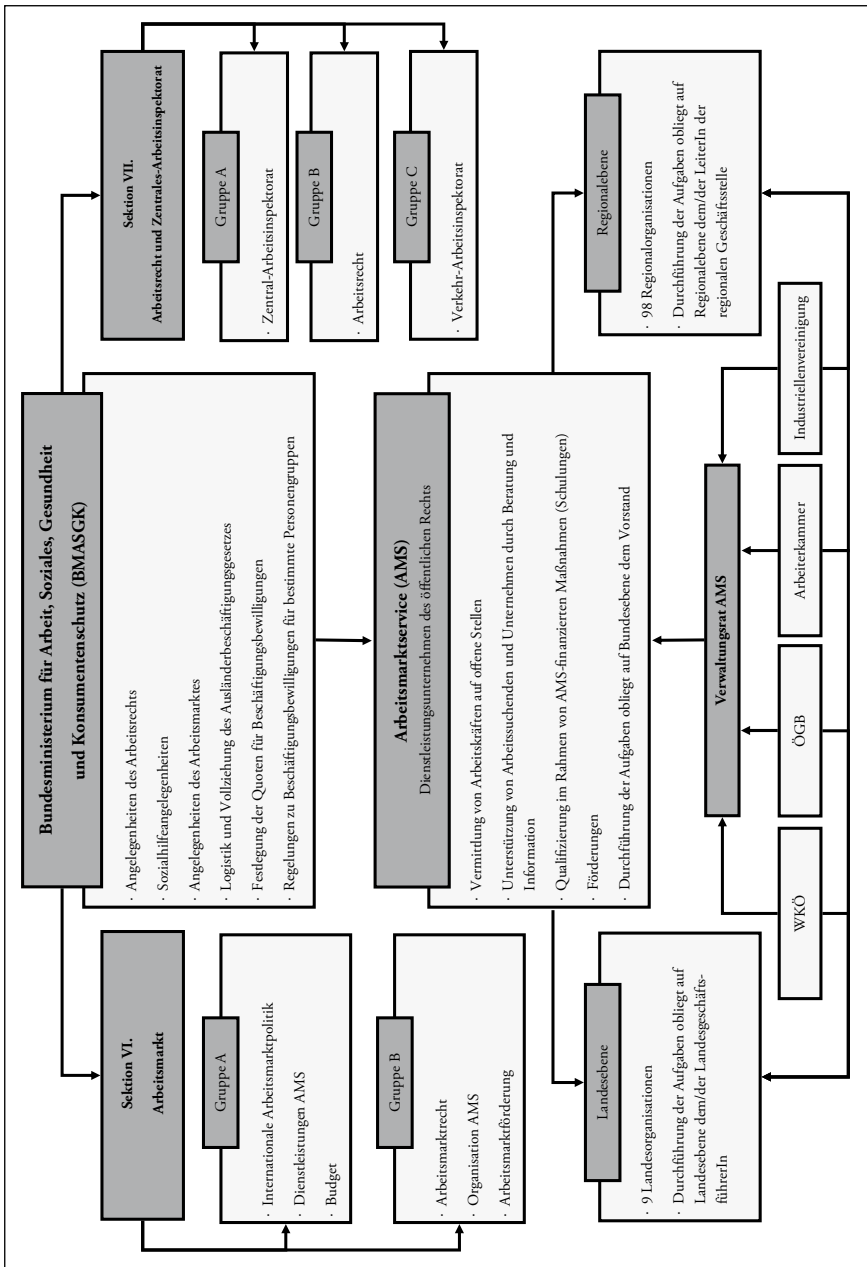 Bundesministerium für Arbeit, Soziales, Gesundheit
und Konsumentenschutz (BMASGK)
· Angelegenheiten des Arbeitsrechts
· Sozialhilfeangelegenheiten
· Angelegenheiten des Arbeitsmarktes
· Logistik und Vollziehung des Ausländerbeschäftigungsgesetzes
· Festlegung der Quoten für Beschäftigungsbewilligungen
· Regelungen zu Beschäftigungsbewilligungen für bestimmte Personengruppen
Sektion VI.
Arbeitsmarkt
Gruppe A
· Internationale Arbeitsmarktpolitik
· Dienstleistungen AMS
· Budget
Gruppe B
· Arbeitsmarktrecht
· Organisation AMS
· Arbeitsmarktförderung
Sektion VII.
Arbeitsrecht und Zentrales-Arbeitsinspektorat
Gruppe A
· Zentral-Arbeitsinspektorat
Gruppe B
· Arbeitsrecht
Gruppe C
· Verkehr-Arbeitsinspektorat
Arbeitsmarktservice (AMS)
Dienstleistungsunternehmen des öffentlichen Rechts
· Vermittlung von Arbeitskräften auf offene Stellen
· Unterstützung von Arbeitssuchenden und Unternehmen durch Beratung und
Information
· Qualifizierung im Rahmen von AMS-finanzierten Maßnahmen (Schulungen)
· Förderungen
· Durchführung der Aufgaben obliegt auf Bundesebene dem Vorstand
Landesebene
· 9 Landesorganisationen
· Durchführung der Aufgaben obliegt auf
Landesebene dem/der Landesgeschäfts-
führerIn
Regionalebene
· 98 Regionalorganisationen
· Durchführung der Aufgaben obliegt auf
Regionalebene dem/der LeiterIn der
regionalen Geschäftsstelle
Verwaltungsrat AMS
WKÖ
ÖGB
Arbeiterkammer
Industriellenvereinigung